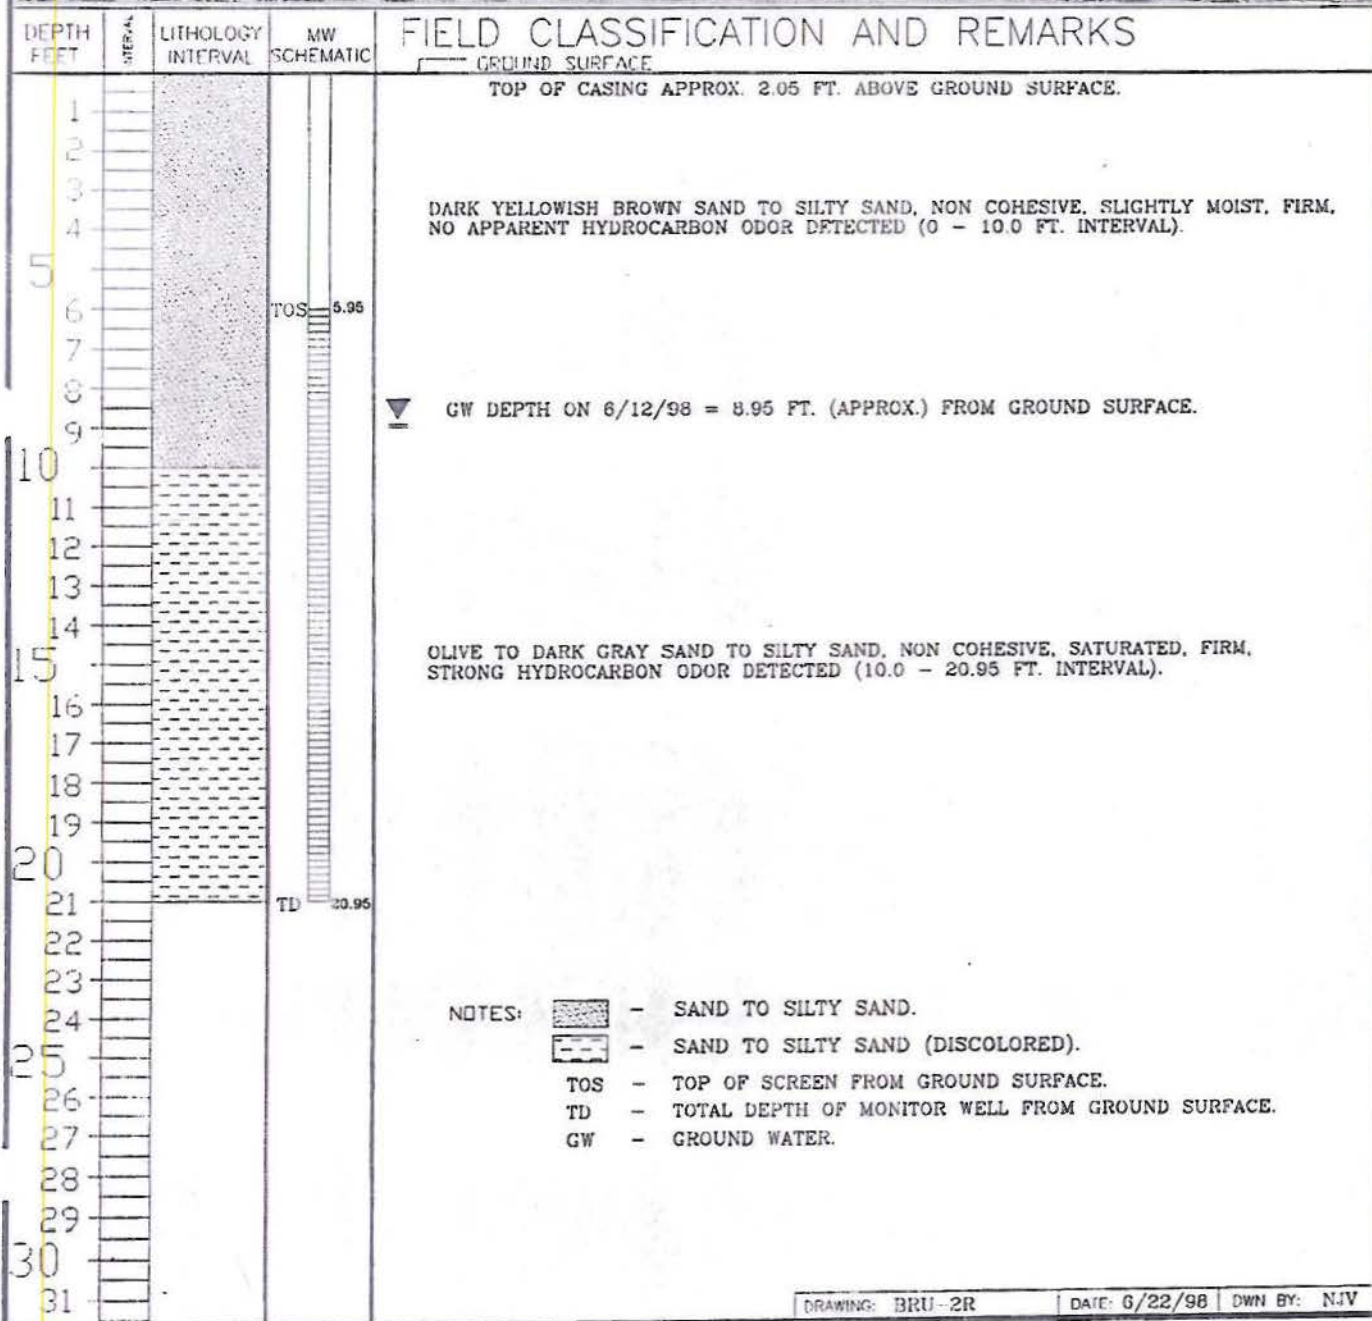 DEPTH FEET
LITHOLOGY INTERVAL
MW SCHEMATIC
FIELD CLASSIFICATION AND REMARKS
GROUND SURFACE
TOP OF CASING APPROX. 2.05 FT. ABOVE GROUND SURFACE.
1
2
3
DARK YELLOWISH BROWN SAND TO SILTY SAND, NON COHESIVE, SLIGHTLY MOIST, FIRM,
4
NO APPARENT HYDROCARBON ODOR DETECTED (0 - 10.0 FT. INTERVAL).
5
6
TOS 5.95
7
8
GW DEPTH ON 6/12/98 = 8.95 FT. (APPROX.) FROM GROUND SURFACE.
9
10
11
12
13
14
15
OLIVE TO DARK GRAY SAND TO SILTY SAND, NON COHESIVE, SATURATED, FIRM,
STRONG HYDROCARBON ODOR DETECTED (10.0 - 20.95 FT. INTERVAL).
16
17
18
19
20
21
TD 20.95
22
23
24
NOTES: - SAND TO SILTY SAND.
25
- SAND TO SILTY SAND (DISCOLORED).
TOS - TOP OF SCREEN FROM GROUND SURFACE.
26
TD - TOTAL DEPTH OF MONITOR WELL FROM GROUND SURFACE.
27
GW - GROUND WATER.
28
29
30
31
DRAWING: BRU-2R DATE: 6/22/98 DWN BY: NJV